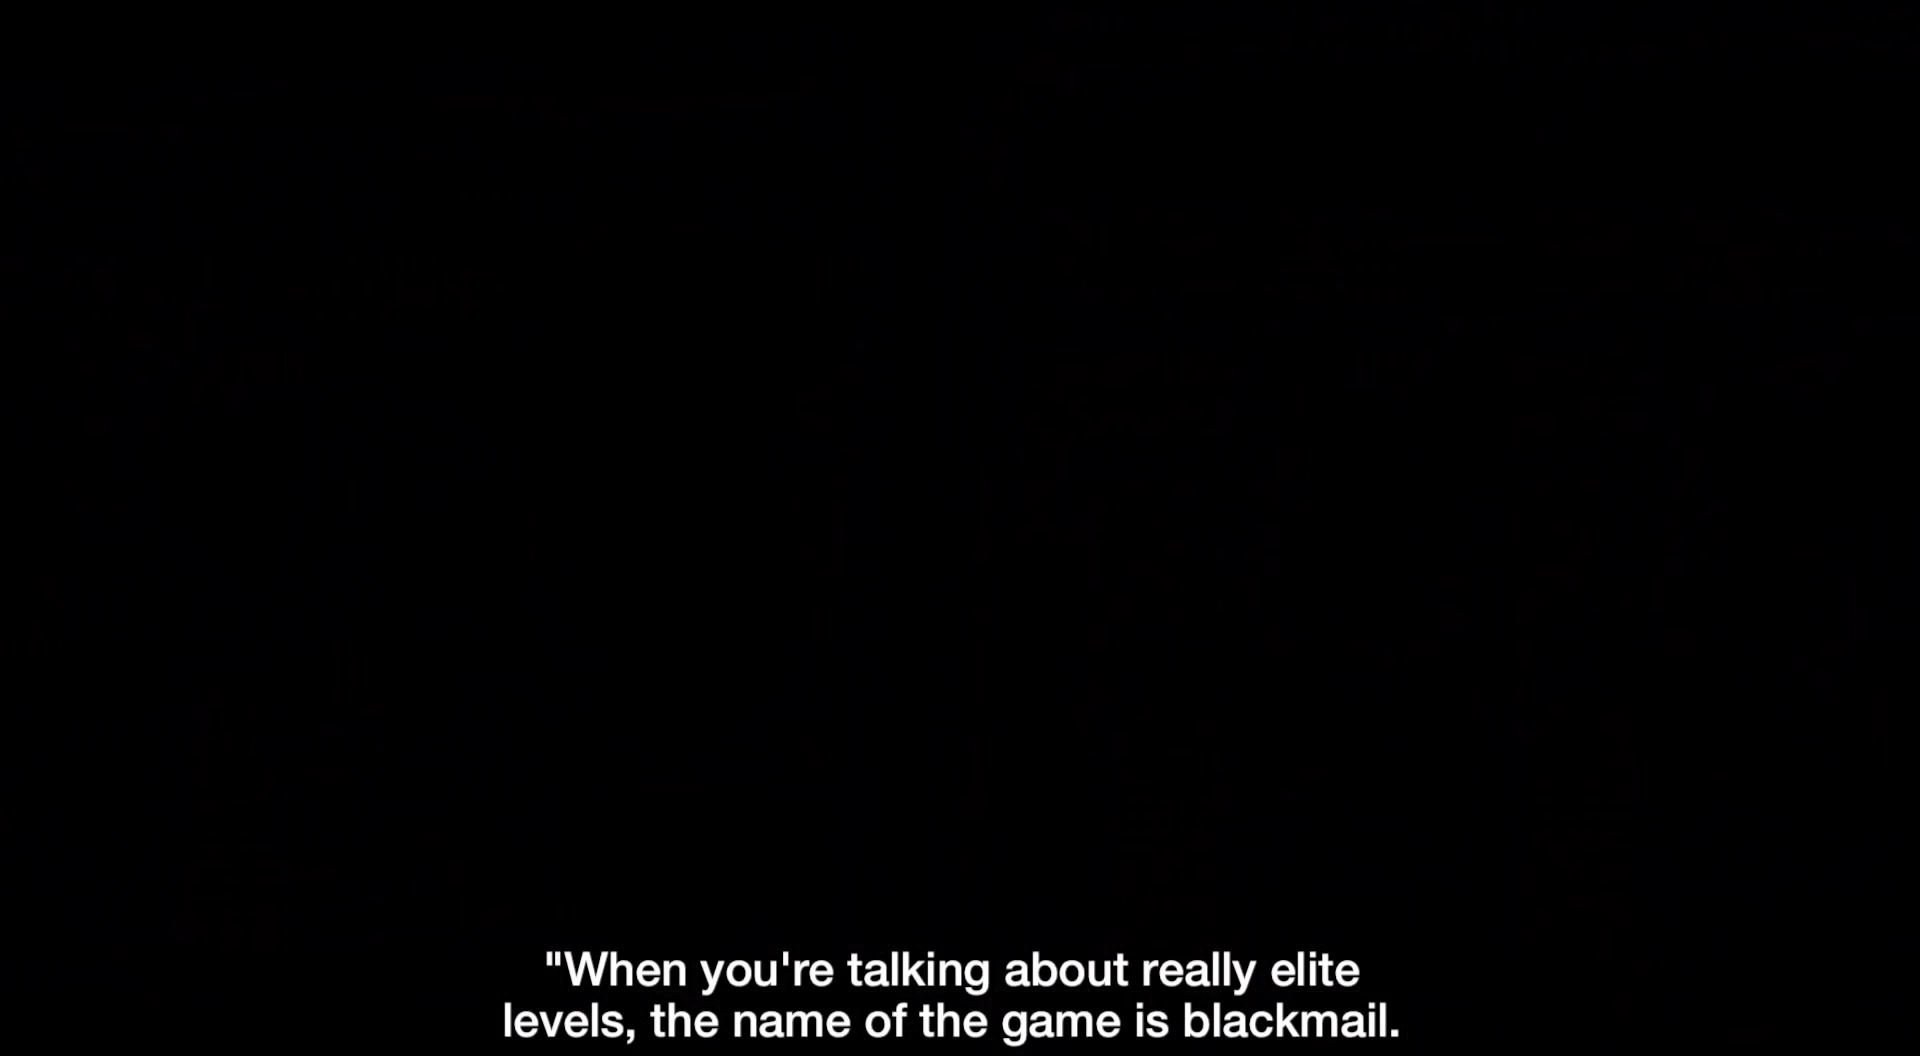 "When you're talking about really elite
levels, the name of the game is blackmail.